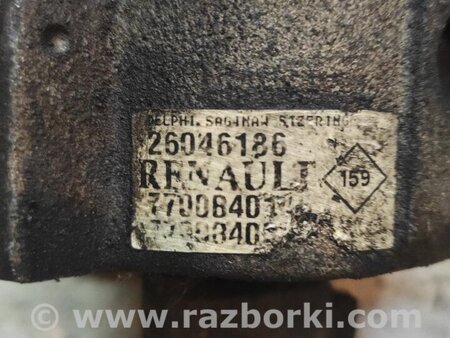 DELPHI SAGINAW STEERING
26046186
RENAULT
159
www.razborki.com